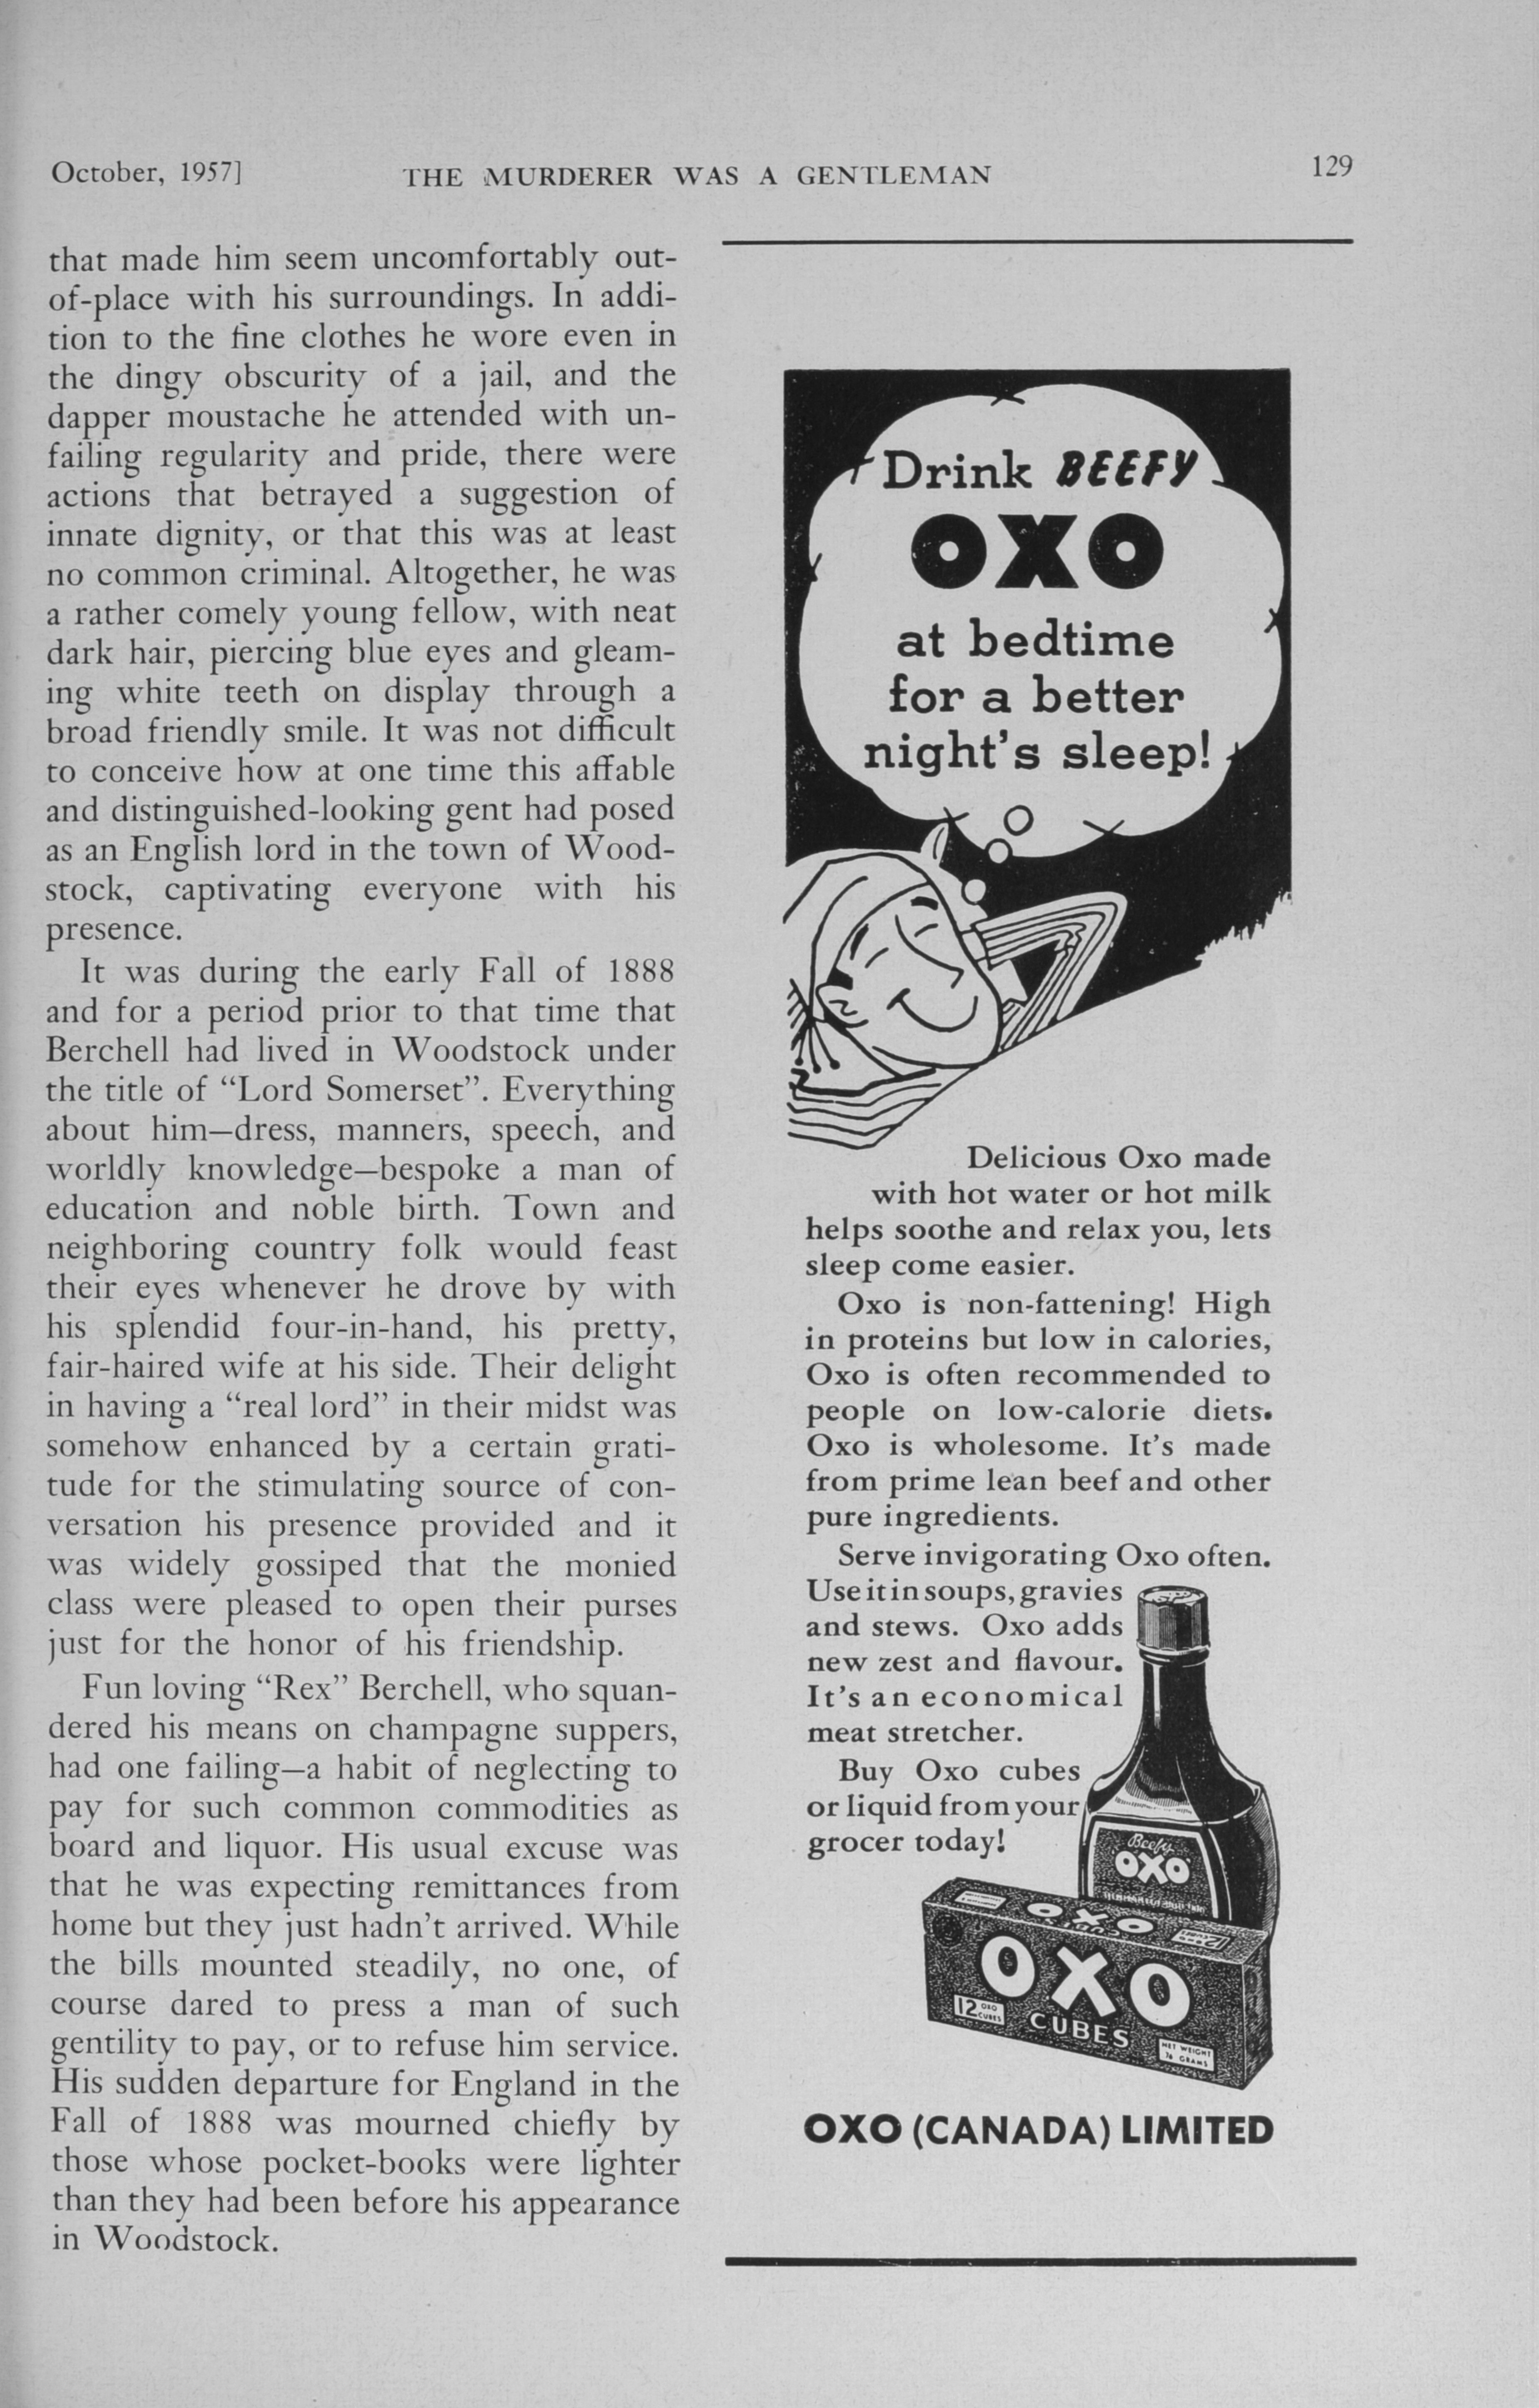 October, 1957]
THE MURDERER WAS A GENTLEMAN
129
that made him seem uncomfortably out-
of-place with his surroundings. In addi-
tion to the fine clothes he wore even in
the dingy obscurity of a jail, and the
dapper moustache he attended with un-
failing regularity and pride, there were
actions that betrayed a suggestion of
innate dignity, or that this was at least
no common criminal. Altogether, he was
a rather comely young fellow, with neat
dark hair, piercing blue eyes and gleam-
ing white teeth on display through a
broad friendly smile. It was not difficult
to conceive how at one time this affable
and distinguished-looking gent had posed
as an English lord in the town of Wood-
stock, captivating everyone with his
presence.
It was during the early Fall of 1888
and for a period prior to that time that
Berchell had lived in Woodstock under
the title of “Lord Somerset”. Everything
about him—dress, manners, speech, and
worldly knowledge—bespoke a man of
education and noble birth. Town and
neighboring country folk would feast
their eyes whenever he drove by with
his splendid four-in-hand, his pretty,
fair-haired wife at his side. Their delight
in having a “real lord” in their midst was
somehow enhanced by a certain grati-
tude for the stimulating source of con-
versation his presence provided and it
was widely gossiped that the monied
class were pleased to open their purses
just for the honor of his friendship.
Fun loving “Rex” Berchell, who squan-
dered his means on champagne suppers,
had one failing—a habit of neglecting to
pay for such common commodities as
board and liquor. His usual excuse was
that he was expecting remittances from
home but they just hadn’t arrived. While
the bills mounted steadily, no one, of
course dared to press a man of such
gentility to pay, or to refuse him service.
His sudden departure for England in the
Fall of 1888 was mourned chiefly by
those whose pocket-books were lighter
than they had been before his appearance
in Woodstock.
Drink BEEFY
OXO
at bedtime
for a better
night's sleep!
Delicious Oxo made
with hot water or hot milk
helps soothe and relax you, lets
sleep come easier.
Oxo is non-fattening! High
in proteins but low in calories,
Oxo is often recommended to
people on low-calorie diets.
Oxo is wholesome. It's made
from prime lean beef and other
pure ingredients.
Serve invigorating Oxo often.
Use it in soups, gravies
and stews. Oxo adds
new zest and flavour.
It's an economical
meat stretcher.
Buy Oxo cubes
or liquid from your
grocer today!
Beefy
OXO
OXO
OXO
12 OXO
CUBES
CUBES
NET WEIGHT
GRAMS
OXO (CANADA) LIMITED